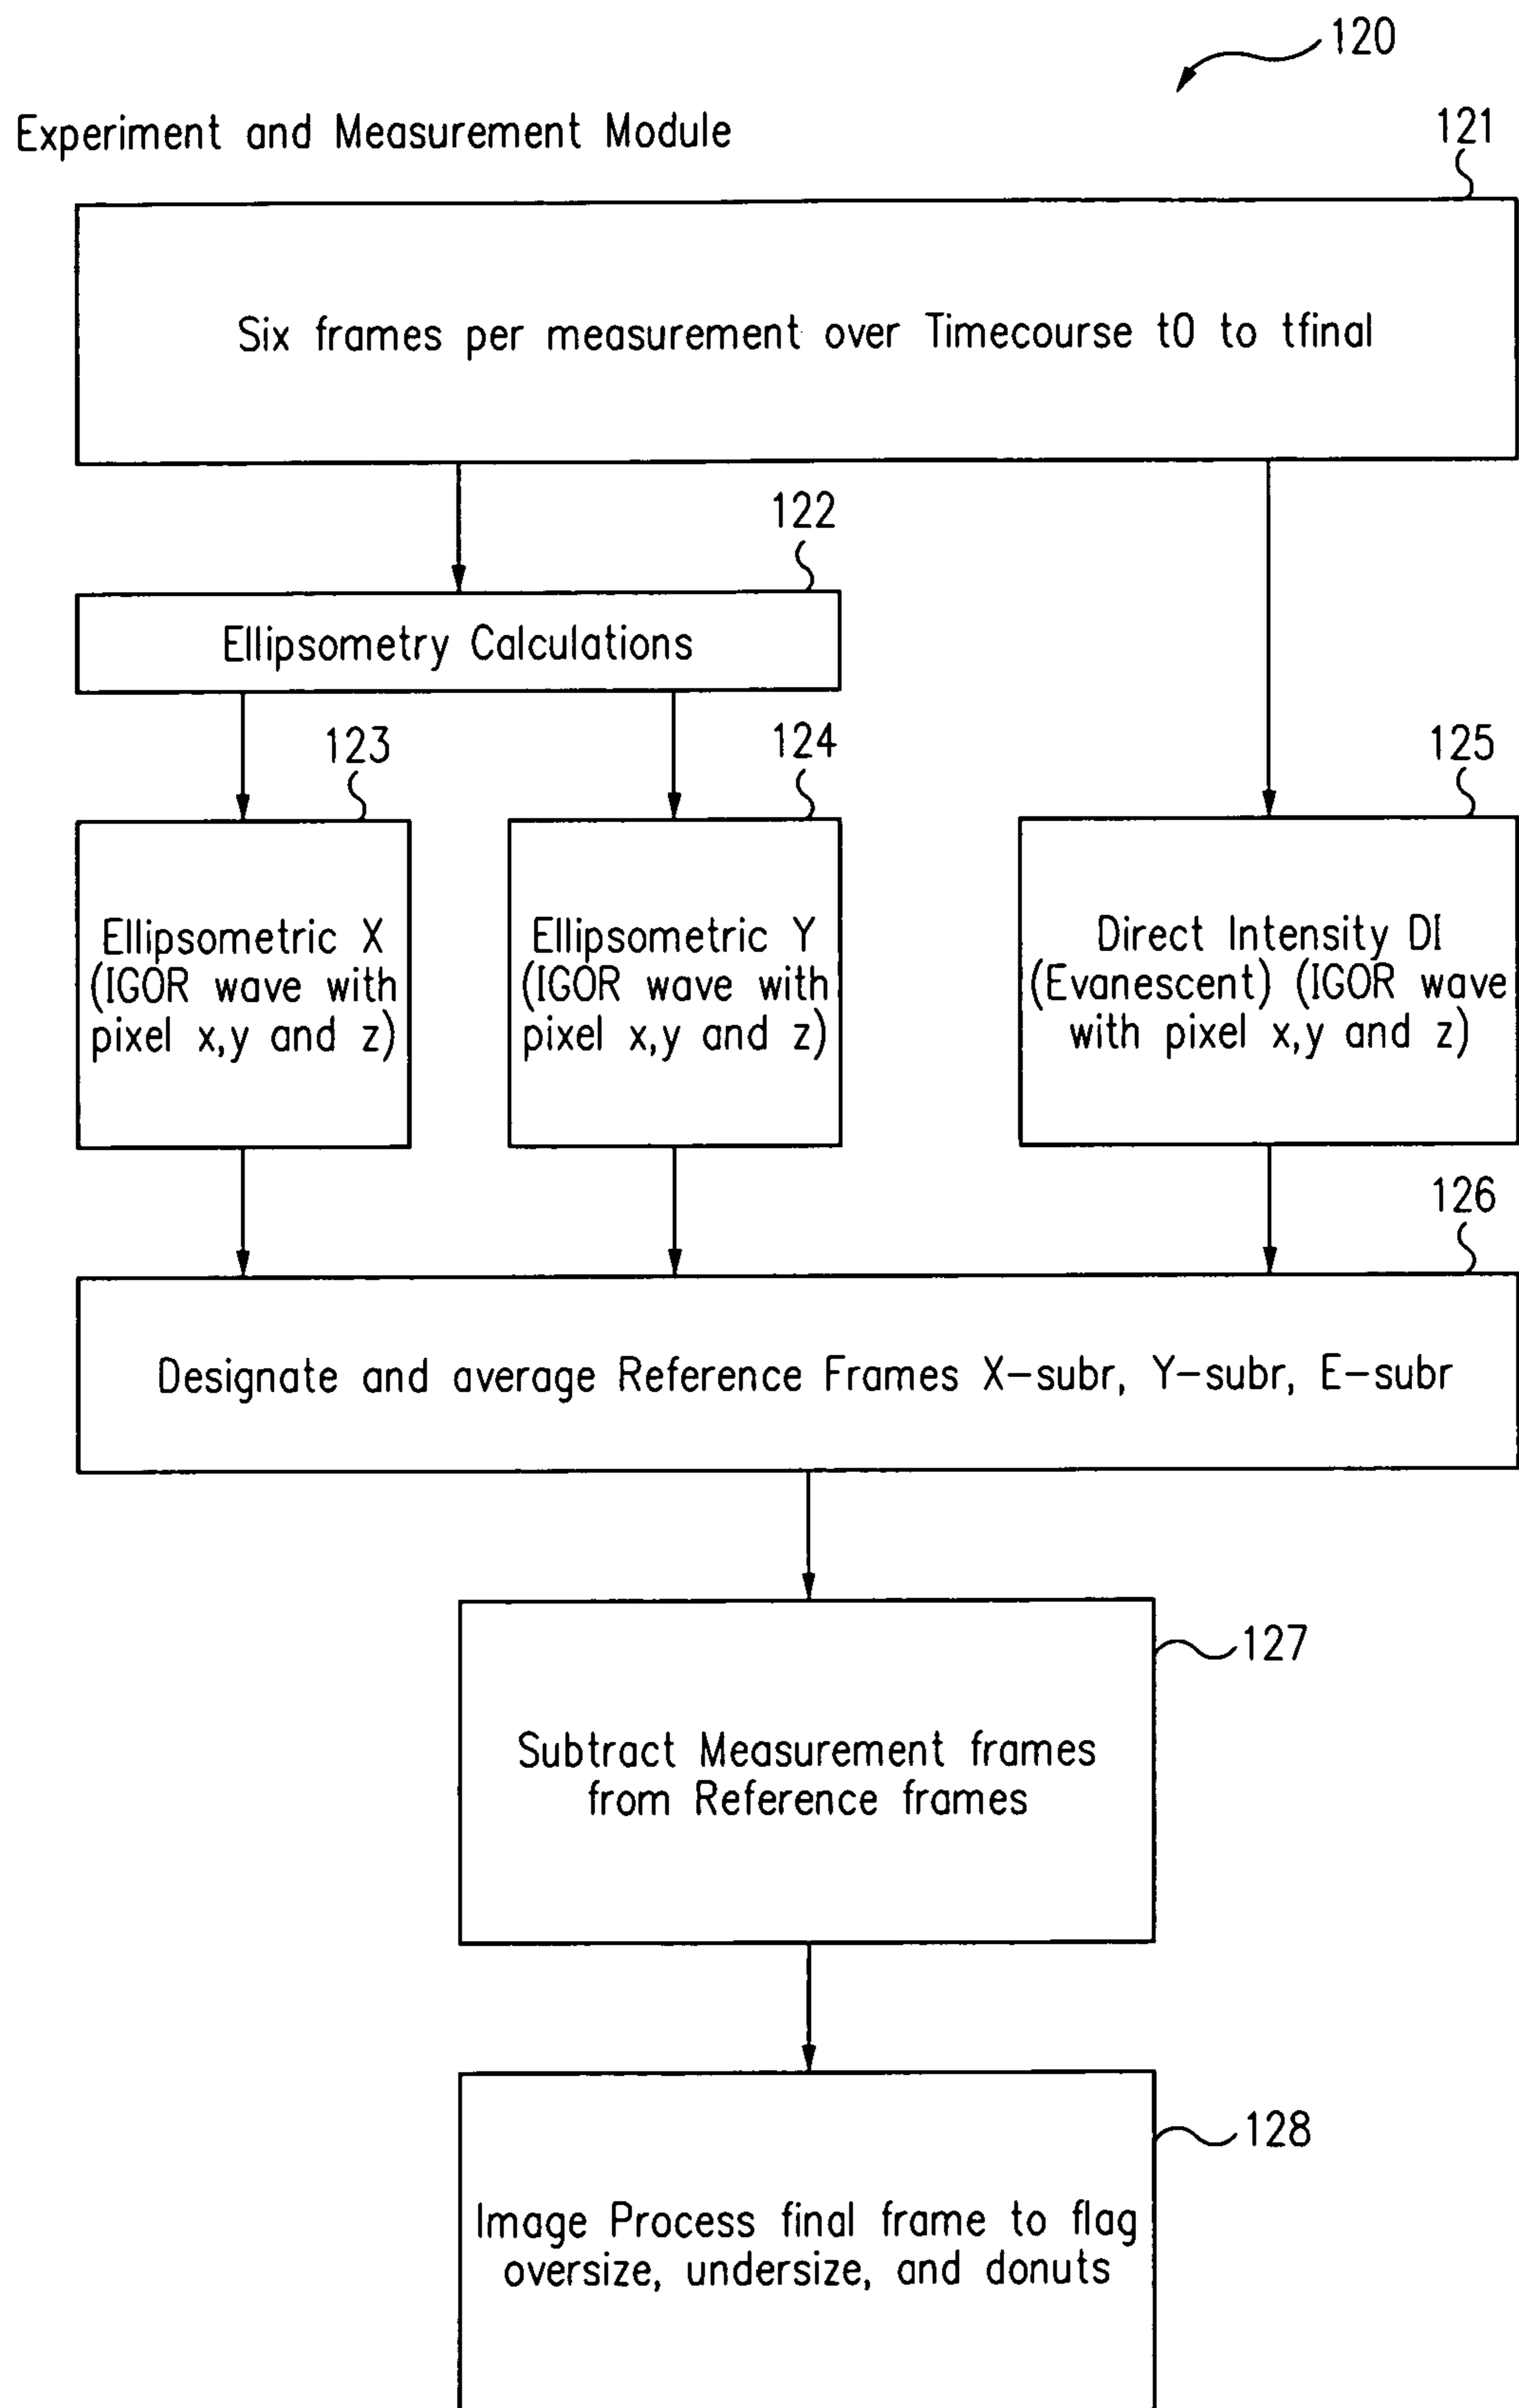 120
Experiment and Measurement Module
121
Six frames per measurement over Timecourse t0 to tfinal
122
Ellipsometry Calculations
123
124
125
Ellipsometric X
(IGOR wave with
pixel x,y and z)
Ellipsometric Y
(IGOR wave with
pixel x,y and z)
Direct Intensity DI
(Evanescent) (IGOR wave
with pixel x,y and z)
126
Designate and average Reference Frames X-subr, Y-subr, E-subr
127
Subtract Measurement frames
from Reference frames
128
Image Process final frame to flag
oversize, undersize, and donuts